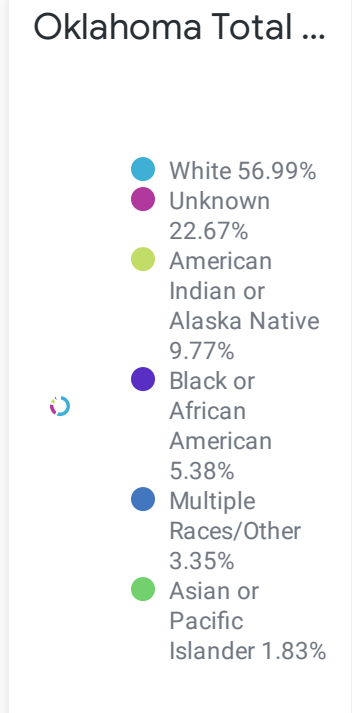 Oklahoma Total ...
White 56.99%
Unknown
22.67%
American
Indian or
Alaska Native
9.77%
Black or
African
American
5.38%
Multiple
Races/Other
3.35%
Asian or
Pacific
Islander 1.83%